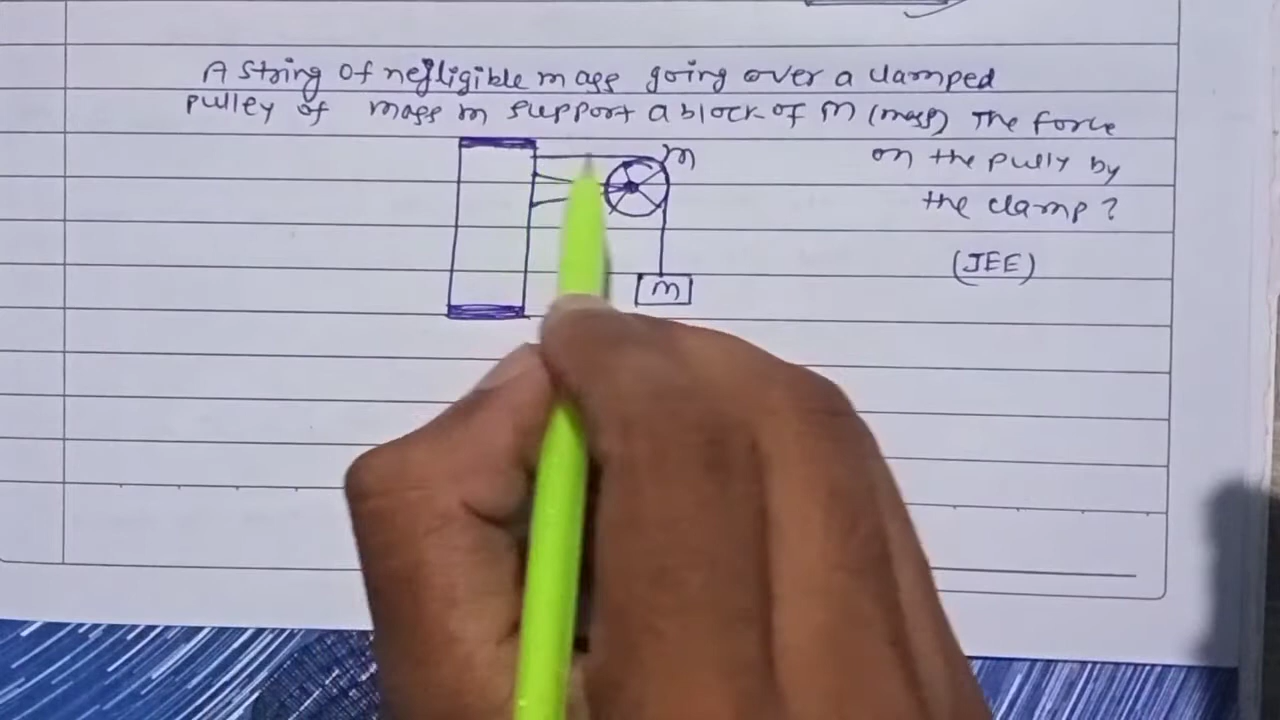 A string of negligible mass going over a clamped
pulley of mass m support a block of M (mass) The force
on the pully by
the clamp?
(JEE)
m
m